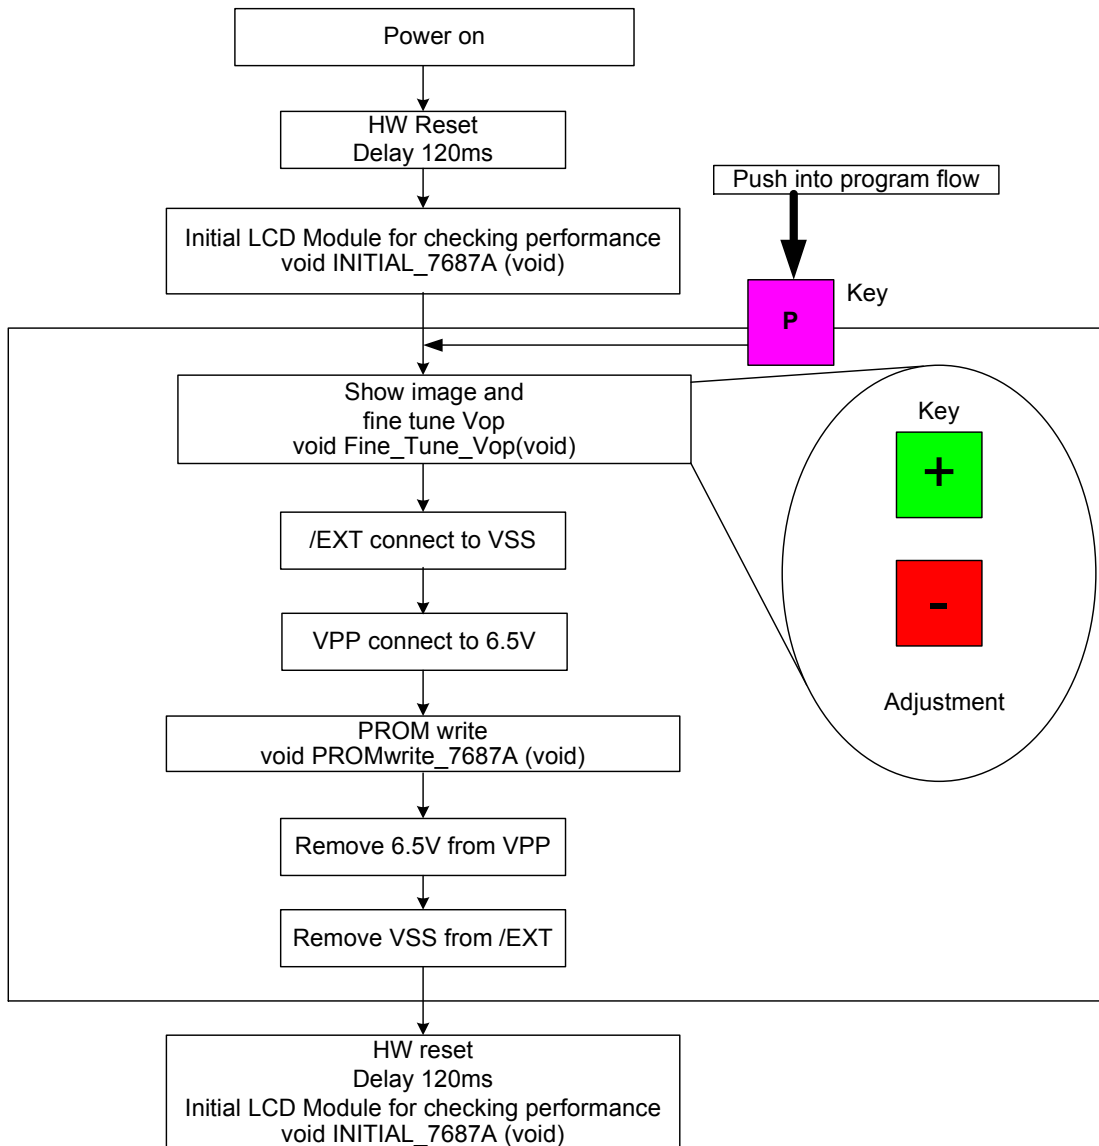 Power on
HW Reset
Delay 120ms
Push into program flow
Initial LCD Module for checking performance
void INITIAL_7687A (void)
P
Key
Show image and
fine tune Vop
void Fine_Tune_Vop(void)
Key
+
-
Adjustment
/EXT connect to VSS
VPP connect to 6.5V
PROM write
void PROMwrite_7687A (void)
Remove 6.5V from VPP
Remove VSS from /EXT
HW reset
Delay 120ms
Initial LCD Module for checking performance
void INITIAL_7687A (void)